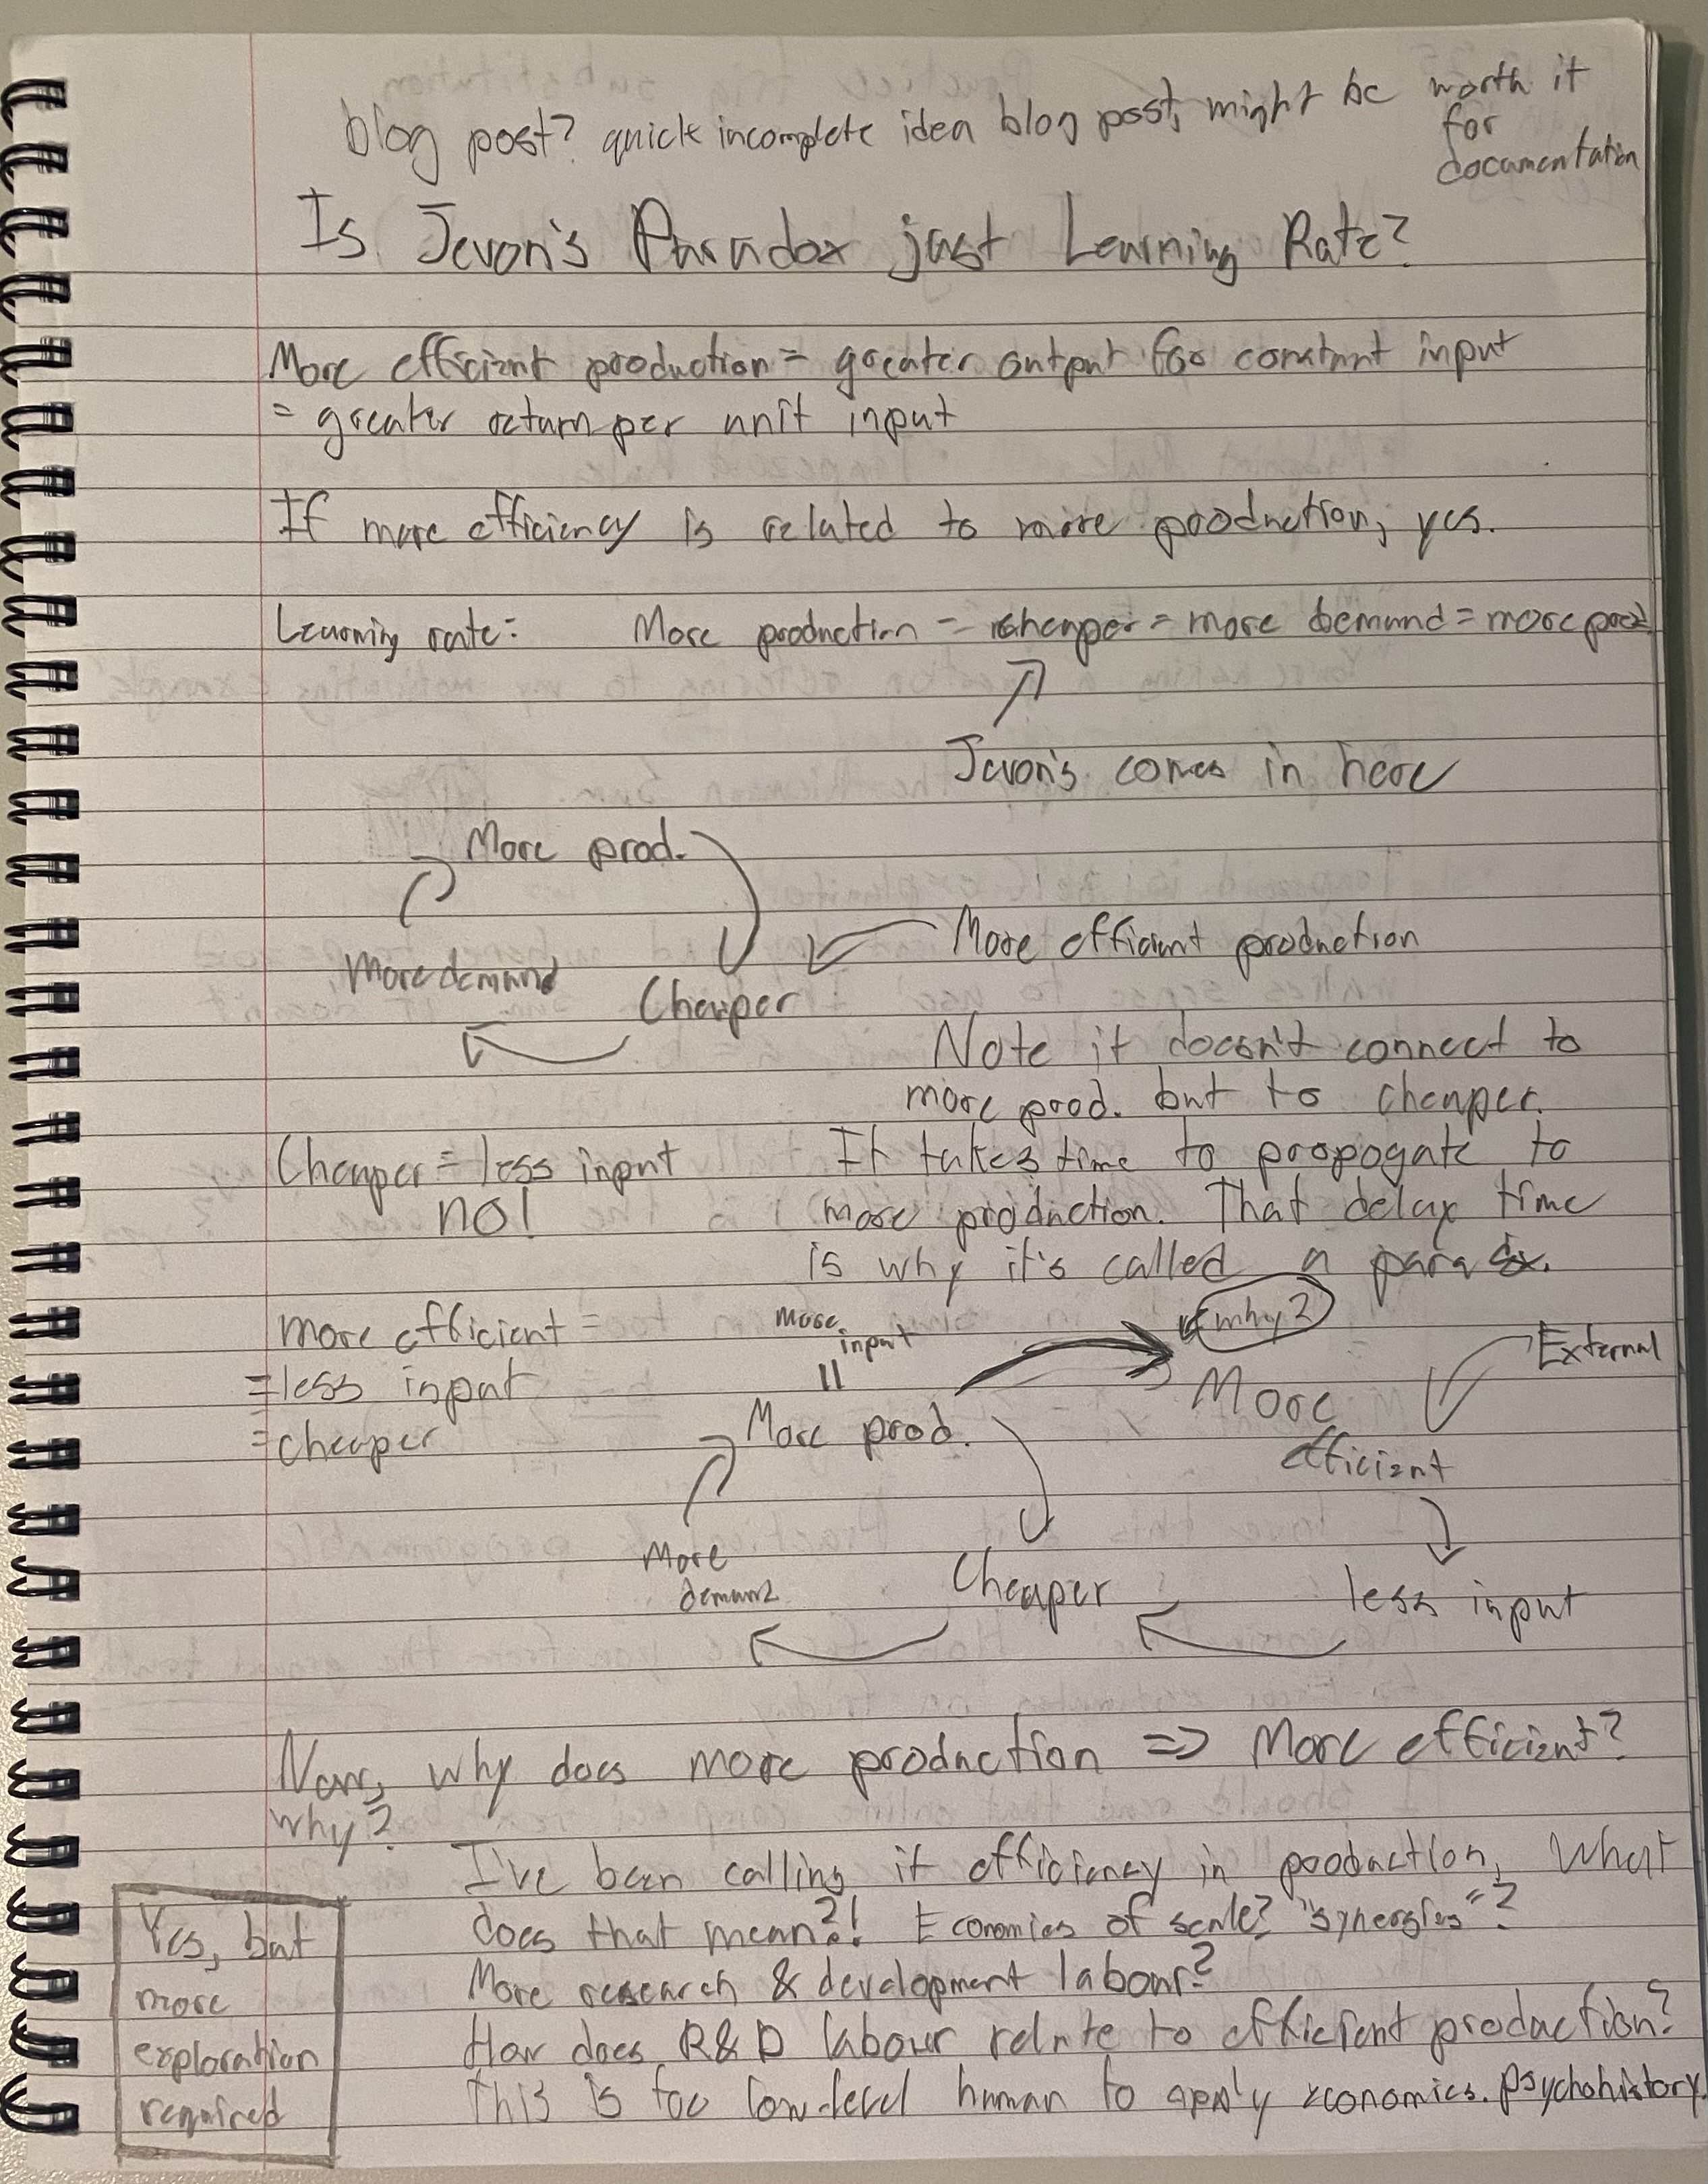 blog post? quick incomplete idea blog post, might be worth it
for
documentation
Is Jevon's Paradox just Learning Rate?
More efficient production = greater output for constant input
= greater return per unit input
If more efficiency is related to more production, yes.
Learning rate: More production = cheaper = more demand = more prod.
Jevon's comes in here
More prod.
More efficient production
More demand
Cheaper
Note it doesn't connect to
more prod. but to cheaper.
Cheaper = less input
no!
It takes time to propogate to
more production. That delay time
is why it's called a paradox.
more efficient =
= less input
= cheaper
More
input
=
More prod.
why?
External
More
efficient
More
demand
Cheaper
less input
Now, why does more production => More efficient?
why?
I've been calling it efficiency in production, what
does that mean?! Economies of scale? "synergies"?
More research & development labour?
How does R&D labour relate to efficient production?
This is too low-level human to apply economics. psychohistory.
Yes, but
more
exploration
required